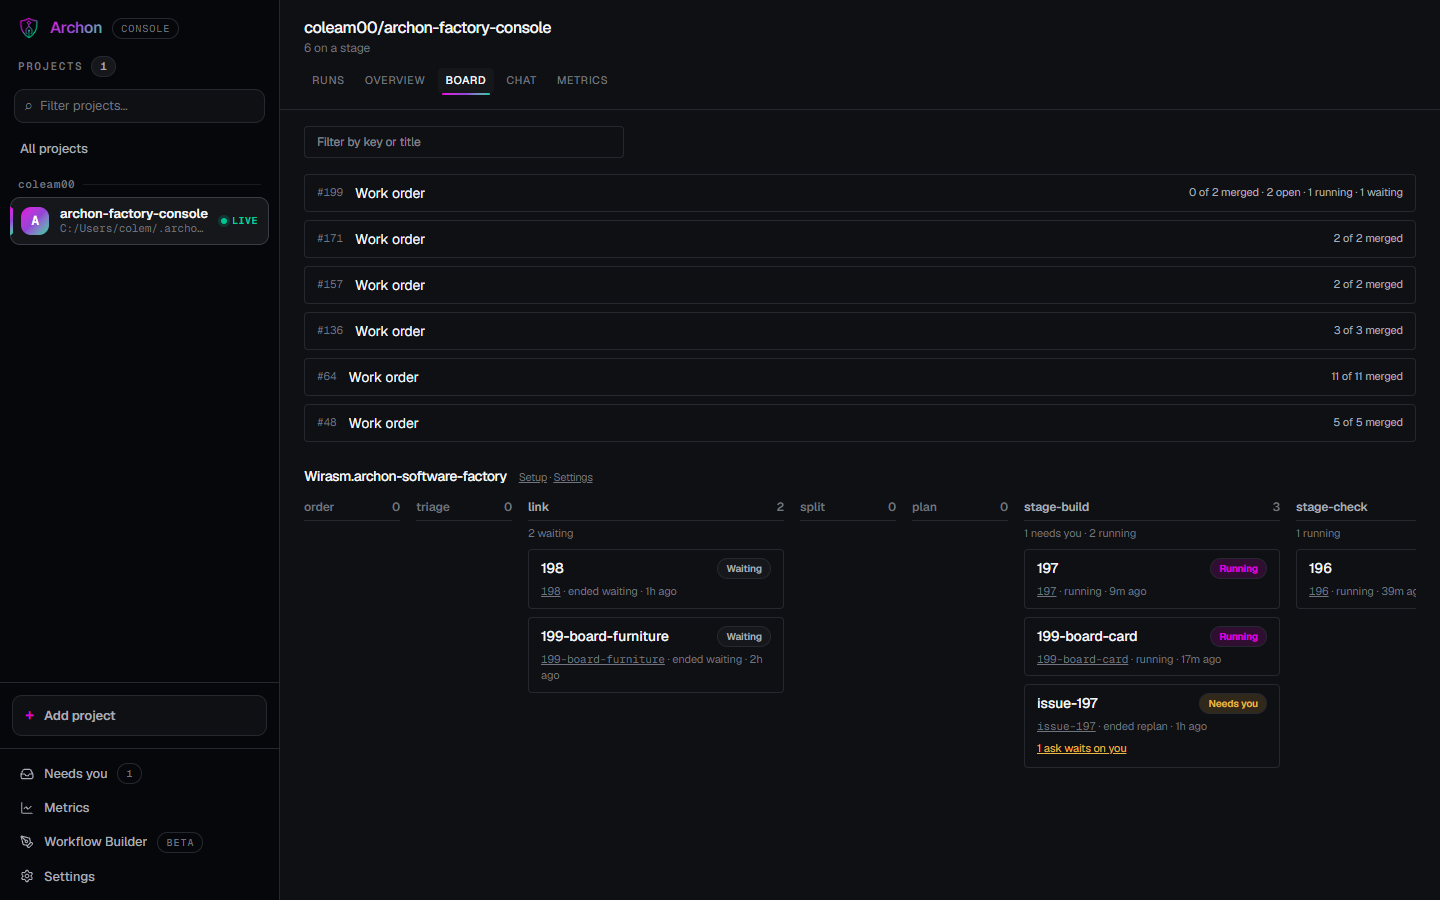 Archon CONSOLE
PROJECTS 1
Filter projects...
All projects
coleam00
A archon-factory-console LIVE
C:/Users/colem/.archo…
+ Add project
Needs you 1
Metrics
Workflow Builder BETA
Settings
coleam00/archon-factory-console
6 on a stage
RUNS OVERVIEW BOARD CHAT METRICS
Filter by key or title
#199 Work order 0 of 2 merged · 2 open · 1 running · 1 waiting
#171 Work order 2 of 2 merged
#157 Work order 2 of 2 merged
#136 Work order 3 of 3 merged
#64 Work order 11 of 11 merged
#48 Work order 5 of 5 merged
Wirasm.archon-software-factory Setup · Settings
order 0
triage 0
link 2
2 waiting
198 Waiting
198 · ended waiting · 1h ago
199-board-furniture Waiting
199-board-furniture · ended waiting · 2h
ago
split 0
plan 0
stage-build 3
1 needs you · 2 running
197 Running
197 · running · 9m ago
199-board-card Running
199-board-card · running · 17m ago
issue-197 Needs you
issue-197 · ended replan · 1h ago
1 ask waits on you
stage-check
1 running
196
196 · running · 39m ag